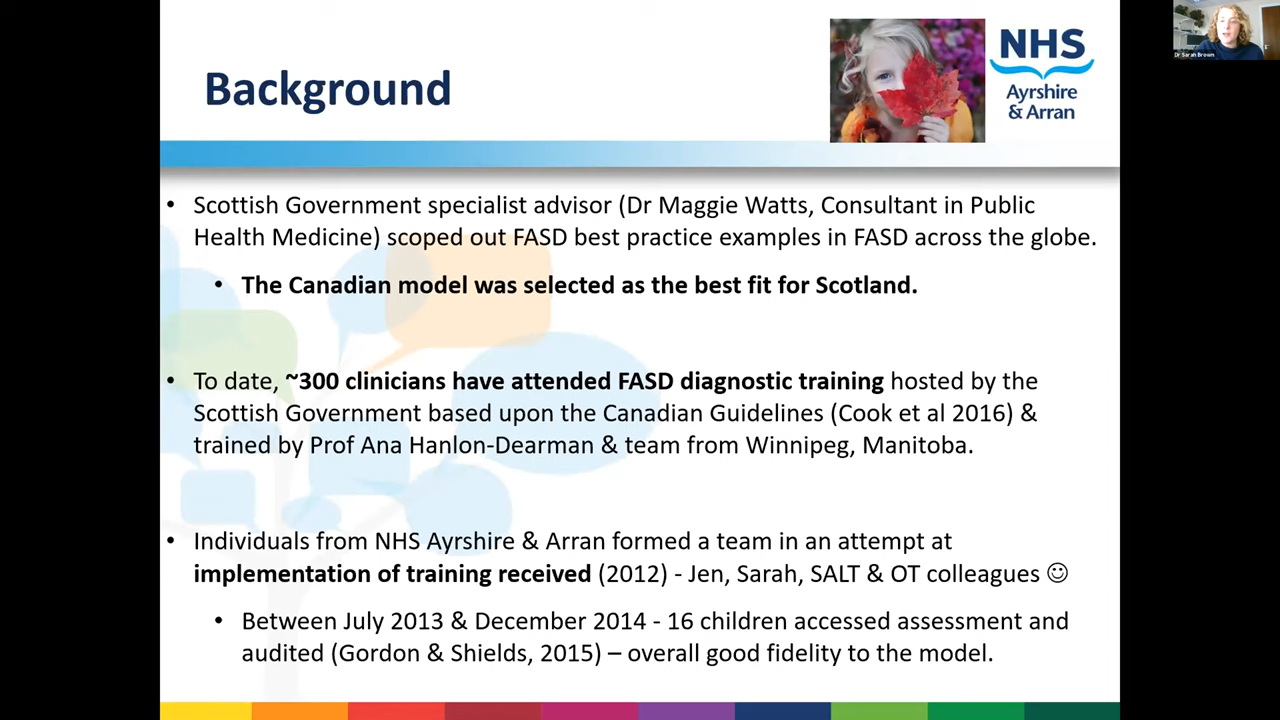 Background
NHS
Ayrshire
& Arran
Dr Sarah Brown
• Scottish Government specialist advisor (Dr Maggie Watts, Consultant in Public
Health Medicine) scoped out FASD best practice examples in FASD across the globe.
• The Canadian model was selected as the best fit for Scotland.
• To date, ~300 clinicians have attended FASD diagnostic training hosted by the
Scottish Government based upon the Canadian Guidelines (Cook et al 2016) &
trained by Prof Ana Hanlon-Dearman & team from Winnipeg, Manitoba.
• Individuals from NHS Ayrshire & Arran formed a team in an attempt at
implementation of training received (2012) - Jen, Sarah, SALT & OT colleagues ☺
• Between July 2013 & December 2014 - 16 children accessed assessment and
audited (Gordon & Shields, 2015) – overall good fidelity to the model.